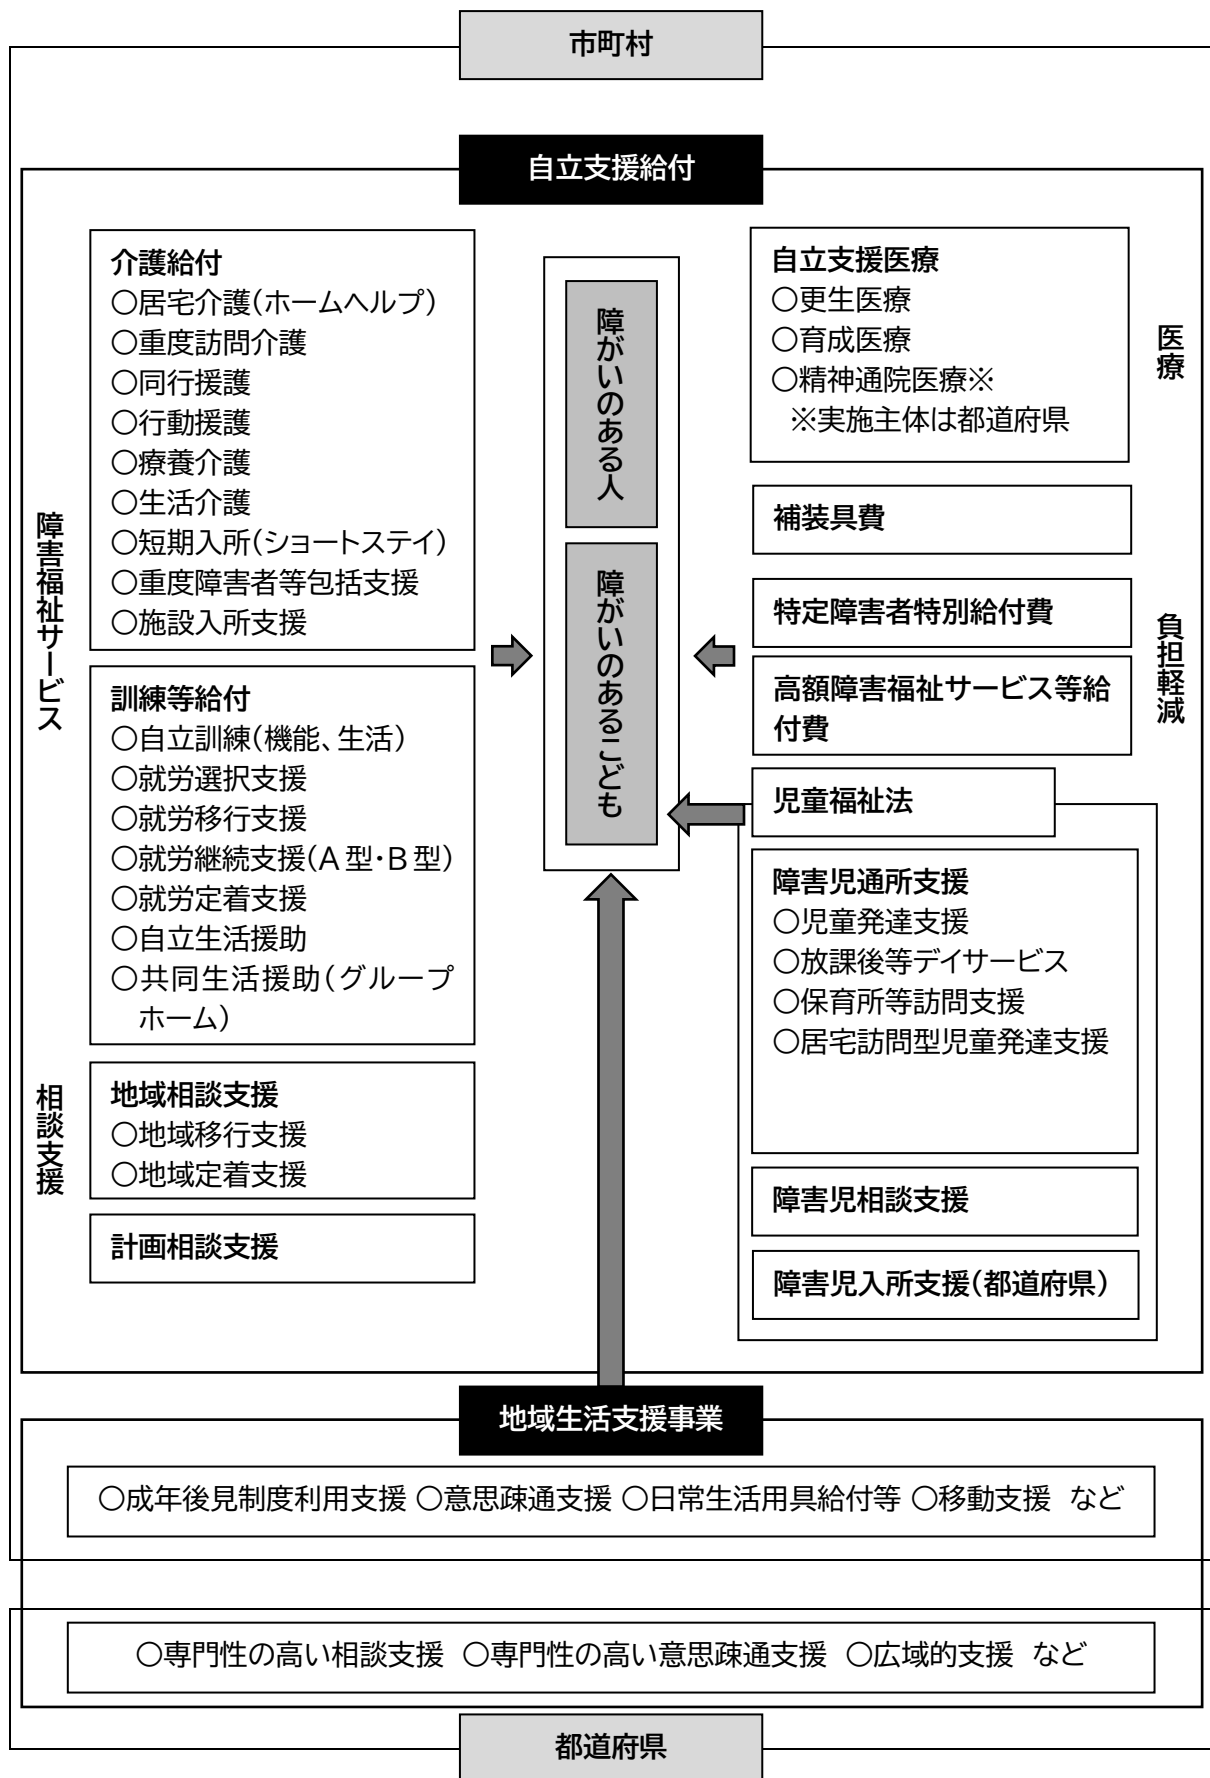 市町村
自立支援給付
障害福祉サービス
介護給付
○居宅介護(ホームヘルプ)
○重度訪問介護
○同行援護
○行動援護
○療養介護
○生活介護
○短期入所(ショートステイ)
○重度障害者等包括支援
○施設入所支援
訓練等給付
○自立訓練(機能、生活)
○就労選択支援
○就労移行支援
○就労継続支援(A型・B型)
○就労定着支援
○自立生活援助
○共同生活援助(グループ
ホーム)
相談支援
地域相談支援
○地域移行支援
○地域定着支援
計画相談支援
障がいのある人
障がいのあるこども
自立支援医療
○更生医療
○育成医療
○精神通院医療※
※実施主体は都道府県
医療
補装具費
特定障害者特別給付費
高額障害福祉サービス等給
付費
負担軽減
児童福祉法
障害児通所支援
○児童発達支援
○放課後等デイサービス
○保育所等訪問支援
○居宅訪問型児童発達支援
障害児相談支援
障害児入所支援(都道府県)
地域生活支援事業
○成年後見制度利用支援 ○意思疎通支援 ○日常生活用具給付等 ○移動支援 など
○専門性の高い相談支援 ○専門性の高い意思疎通支援 ○広域的支援 など
都道府県